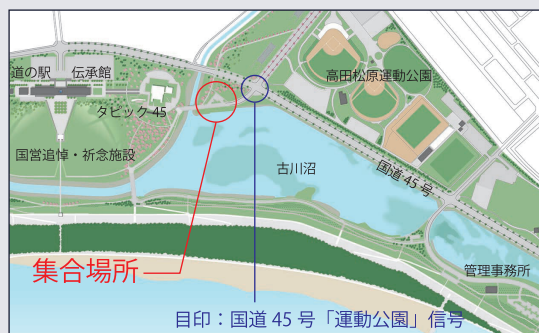 道の駅 伝承館
タピック 45
国営追悼・祈念施設
高田松原運動公園
古川沼
国道 45 号
管理事務所
集合場所
目印：国道 45 号「運動公園」信号